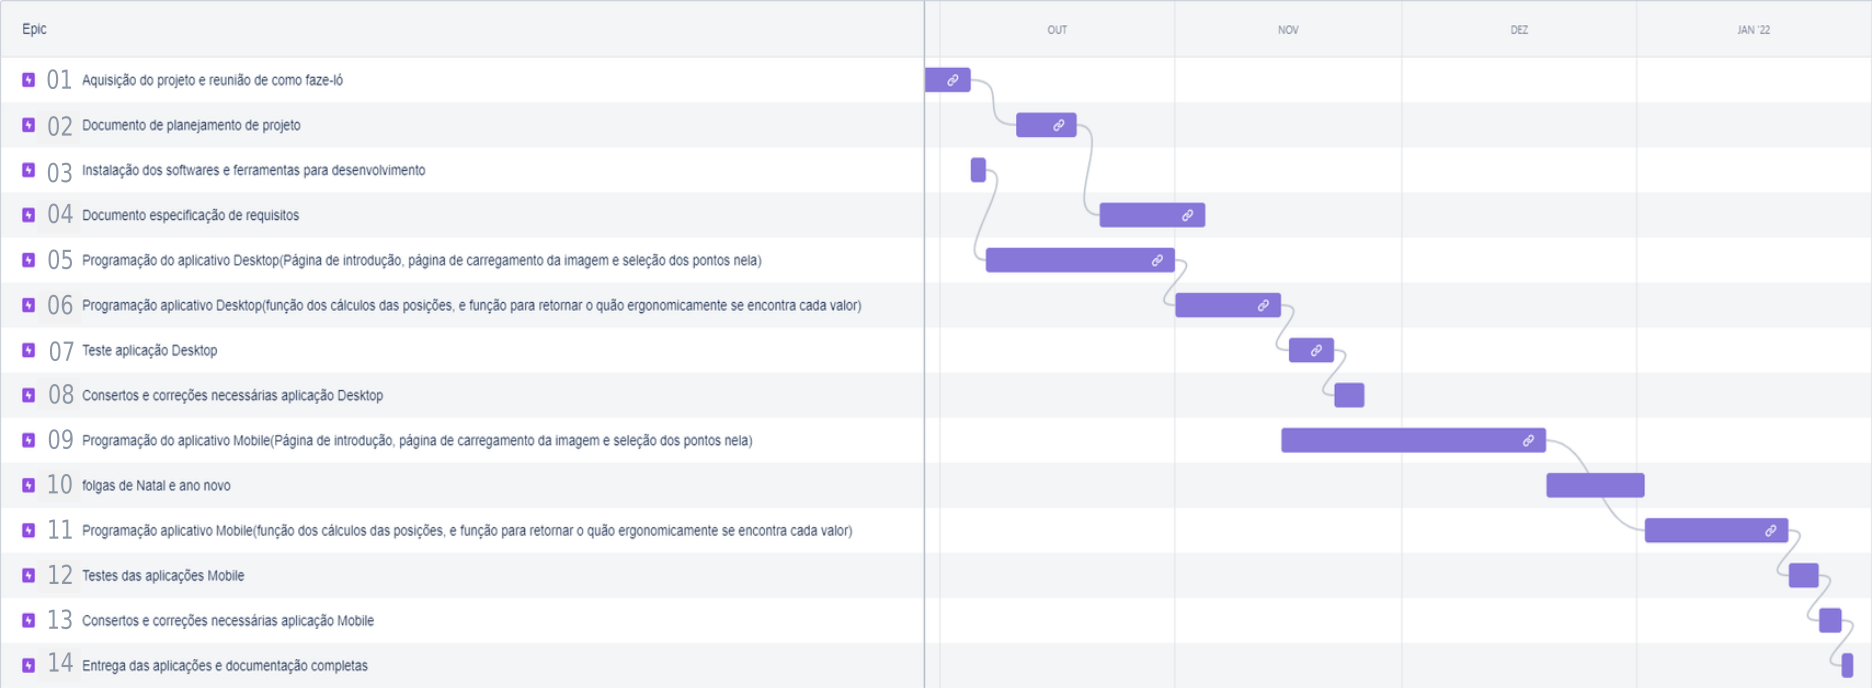 Epic OUT NOV DEZ JAN '22
01 Aquisição do projeto e reunião de como faze-ló
02 Documento de planejamento de projeto
03 Instalação dos softwares e ferramentas para desenvolvimento
04 Documento especificação de requisitos
05 Programação do aplicativo Desktop(Página de introdução, página de carregamento da imagem e seleção dos pontos nela)
06 Programação aplicativo Desktop(função dos cálculos das posições, e função para retornar o quão ergonomicamente se encontra cada valor)
07 Teste aplicação Desktop
08 Consertos e correções necessárias aplicação Desktop
09 Programação do aplicativo Mobile(Página de introdução, página de carregamento da imagem e seleção dos pontos nela)
10 folgas de Natal e ano novo
11 Programação aplicativo Mobile(função dos cálculos das posições, e função para retornar o quão ergonomicamente se encontra cada valor)
12 Testes das aplicações Mobile
13 Consertos e correções necessárias aplicação Mobile
14 Entrega das aplicações e documentação completas